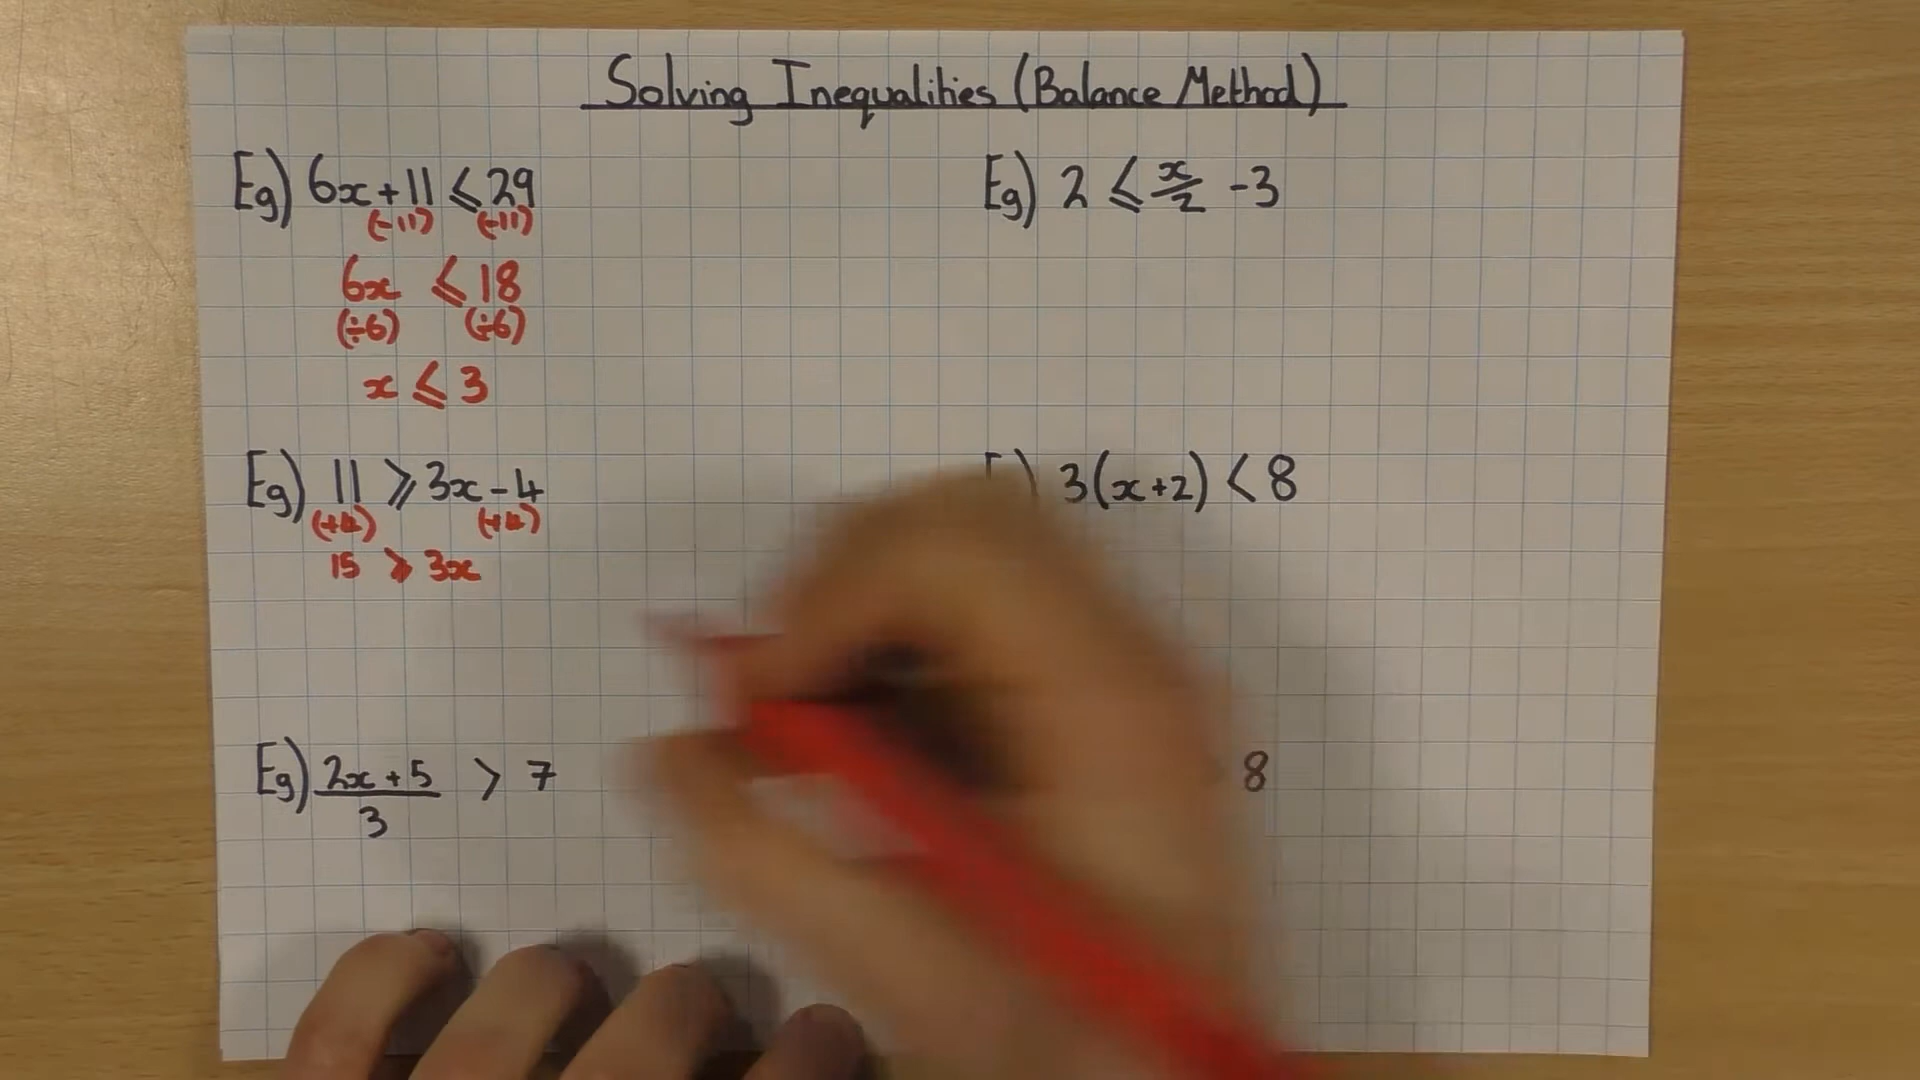 Solving Inequalities (Balance Method)
Eg) 6x+11 ⩽ 29
(-11) (-11)
6x ⩽ 18
(÷6) (÷6)
x ⩽ 3
Eg) 11 ⩾ 3x-4
(+4) (+4)
15 ⩾ 3x
Eg) 2x+5/3 > 7
Eg) 2 ⩽ x/2 -3
3(x+2) < 8
8